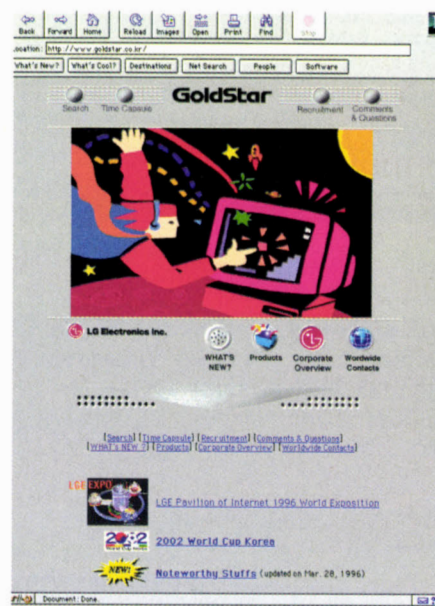 Back Forward Home Reload Images Open Print Find Stop
Location: http://www.goldstar.co.kr/
What's New? What's Cool? Destinations Net Search People Software
GoldStar
Search Time Capsule Recruitment Comments & Questions
LG Electronics Inc.
WHAT'S NEW? Products Corporate Overview Wordwide Contacts
[Search] [Time Capsule] [Recruitment] [Comments & Questions]
[WHAT'S NEW ?] [Products] [Corporate Overview] [Worldwide Contacts]
LGE EXPO
LGE Pavilion of Internet 1996 World Exposition
2002 World Cup Korea
NEW! Noteworthy Stuffs (updated on Mar. 20, 1996)
Document: Done.